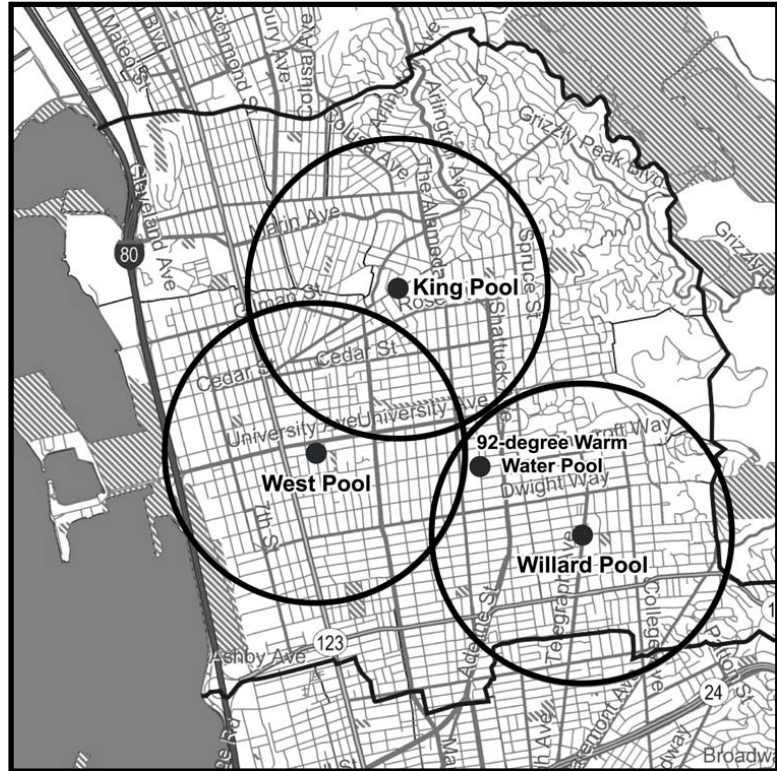 Colusa Ave
Arlington Ave
Grizzly Peak Blvd
Cleveland Ave
Marin Ave
The Alameda
Spruce St
80
King Pool
Gilman St
Rose
Shattuck Ave
Cedar St
Cedar St
University Ave
University Ave
92-degree Warm
Water Pool
West Pool
Dwight Way
7th St
Willard Pool
123
Ashby Ave
Adeline St
Telegraph Ave
College Ave
24
Broadwa